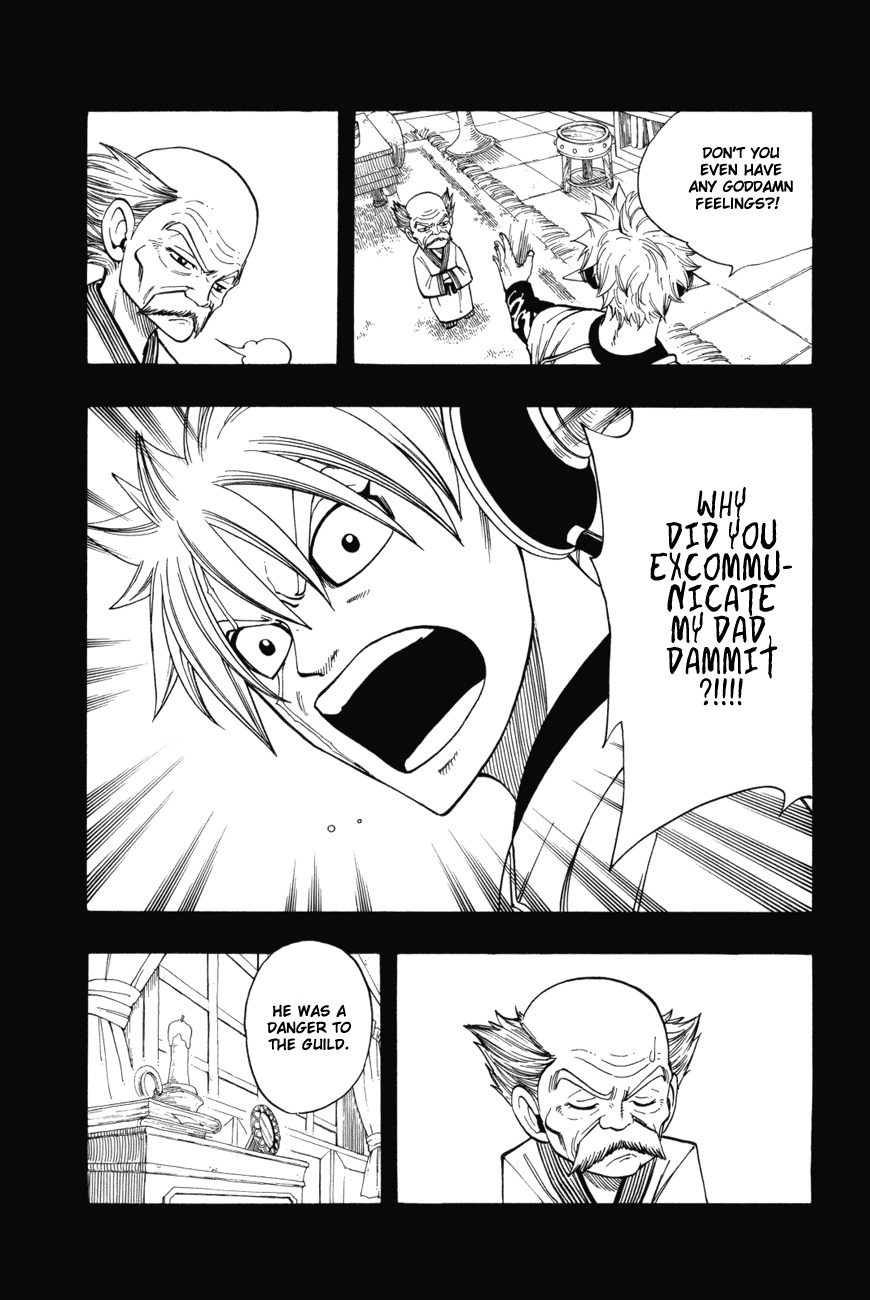 DON'T YOU
EVEN HAVE
ANY GODDAMN
FEELINGS?!
WHY
DID YOU
EXCOMMU-
NICATE
MY DAD,
DAMMIT
?!!!!
HE WAS A
DANGER TO
THE GUILD.